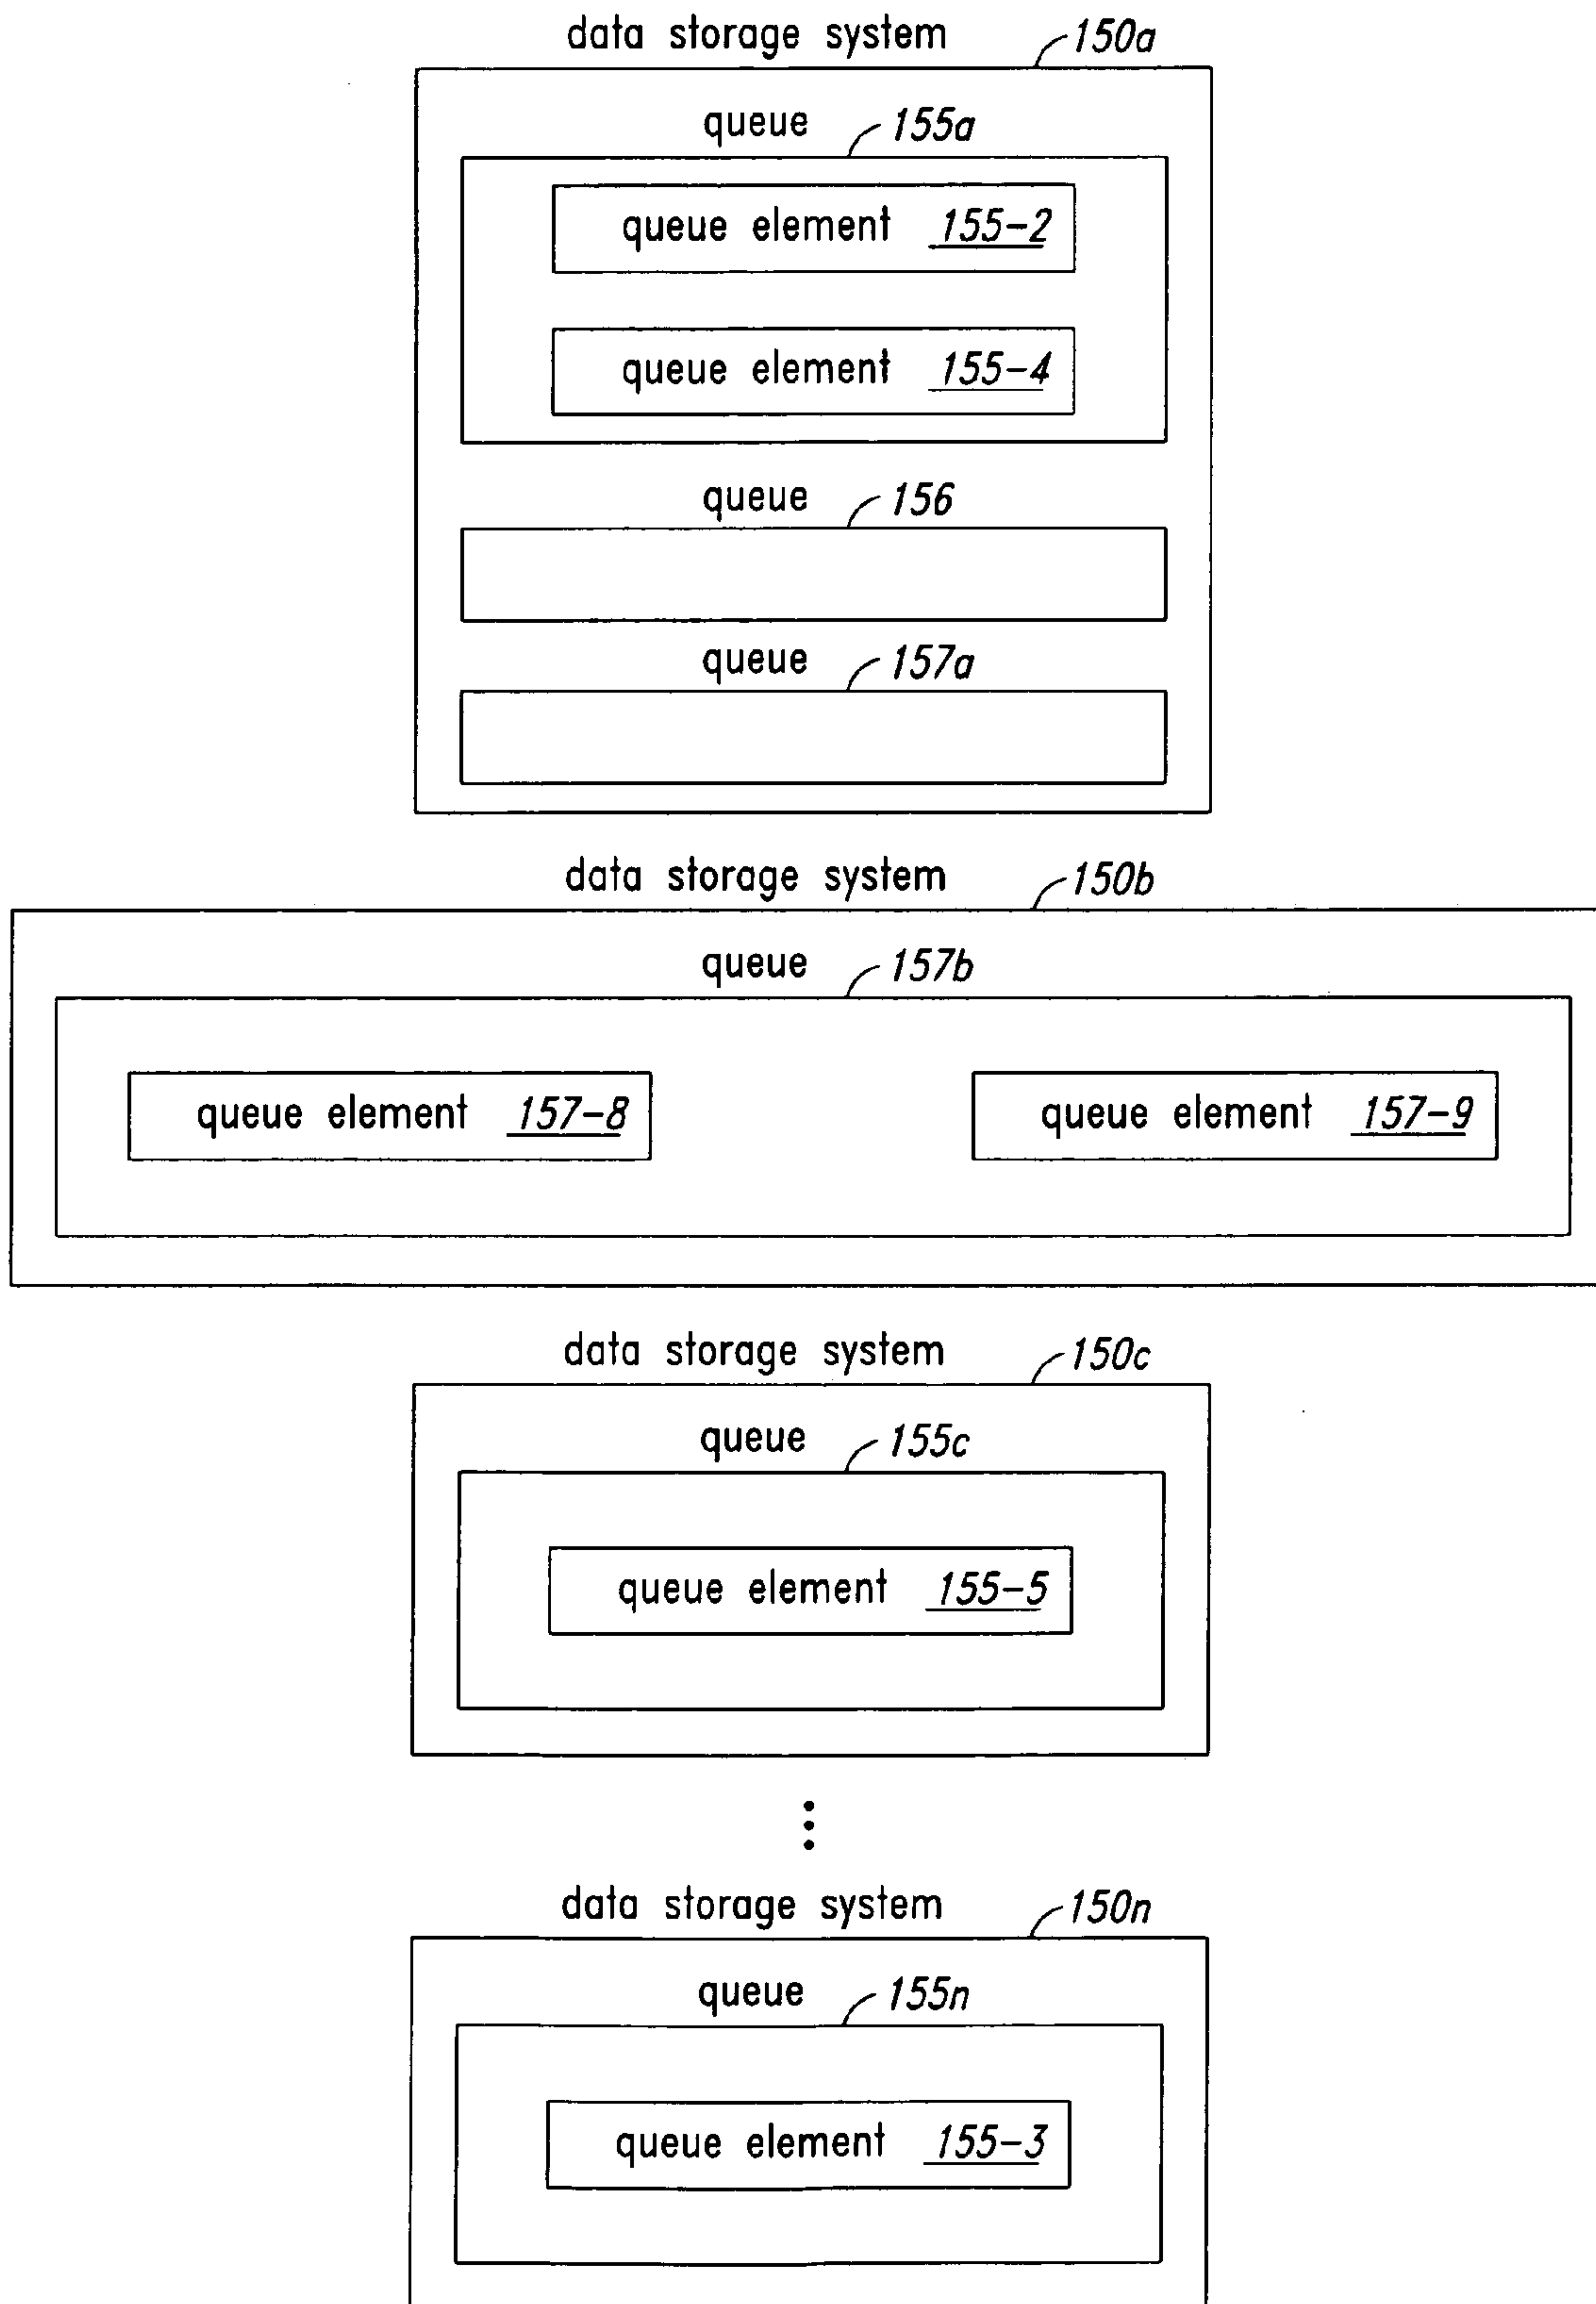 data storage system 150a
queue 155a
queue element 155-2
queue element 155-4
queue 156
queue 157a
data storage system 150b
queue 157b
queue element 157-8 queue element 157-9
data storage system 150c
queue 155c
queue element 155-5
data storage system 150n
queue 155n
queue element 155-3